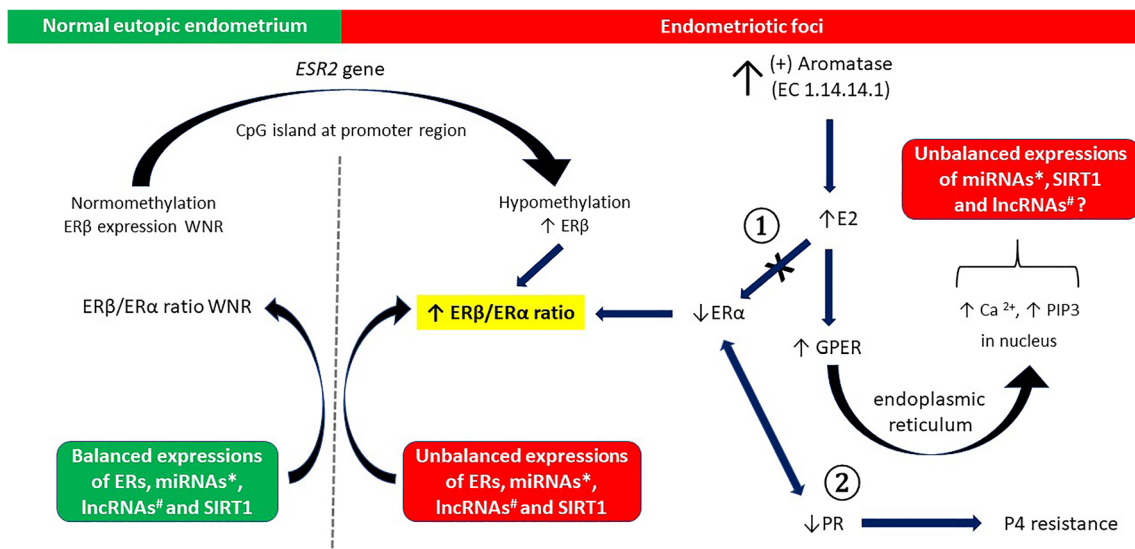 Normal eutopic endometrium
Endometriotic foci
ESR2 gene
CpG island at promoter region
Normomethylation
ERβ expression WNR
Hypomethylation
↑ ERβ
ERβ/ERα ratio WNR
↑ ERβ/ERα ratio
Balanced expressions
of ERs, miRNAs*,
lncRNAs# and SIRT1
Unbalanced expressions
of ERs, miRNAs*,
lncRNAs# and SIRT1
↑ (+) Aromatase
(EC 1.14.14.1)
↑E2
①
↓ERα
↑ GPER
endoplasmic
reticulum
Unbalanced expressions
of miRNAs*, SIRT1
and lncRNAs# ?
↑ Ca 2+, ↑ PIP3
in nucleus
②
↓PR
P4 resistance